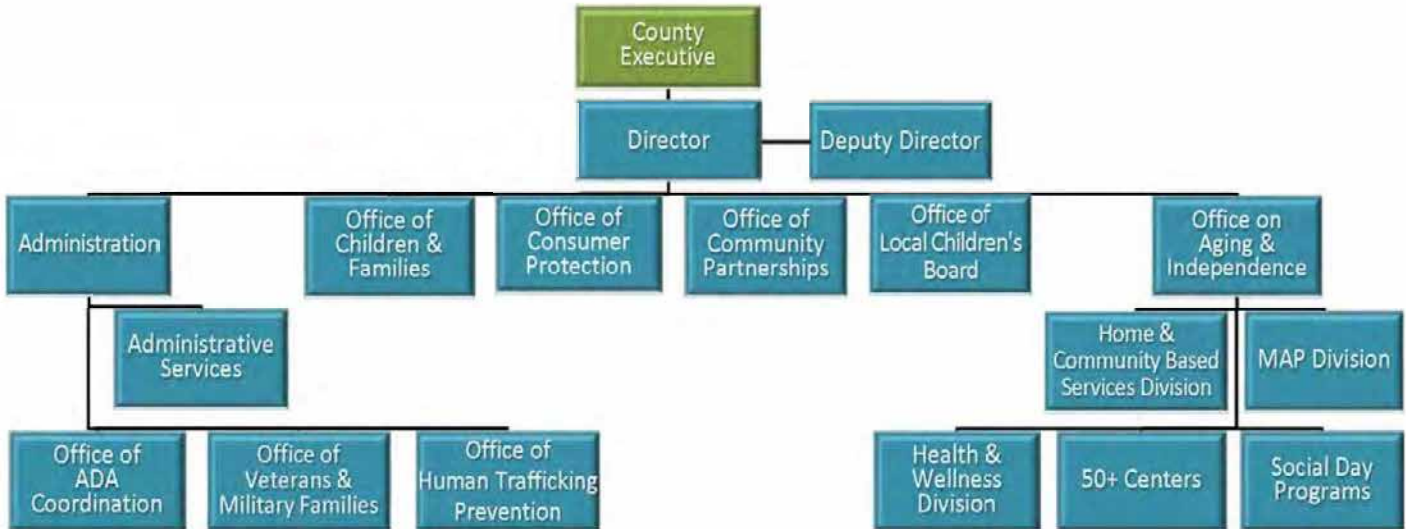 County
Executive
Director
Deputy Director
Administration
Office of
Children &
Families
Office of
Consumer
Protection
Office of
Community
Partnerships
Office of
Local Children's
Board
Office on
Aging &
Independence
Administrative
Services
Home &
Community Based
Services Division
MAP Division
Office of
ADA
Coordination
Office of
Veterans &
Military Families
Office of
Human Trafficking
Prevention
Health &
Wellness
Division
50+ Centers
Social Day
Programs